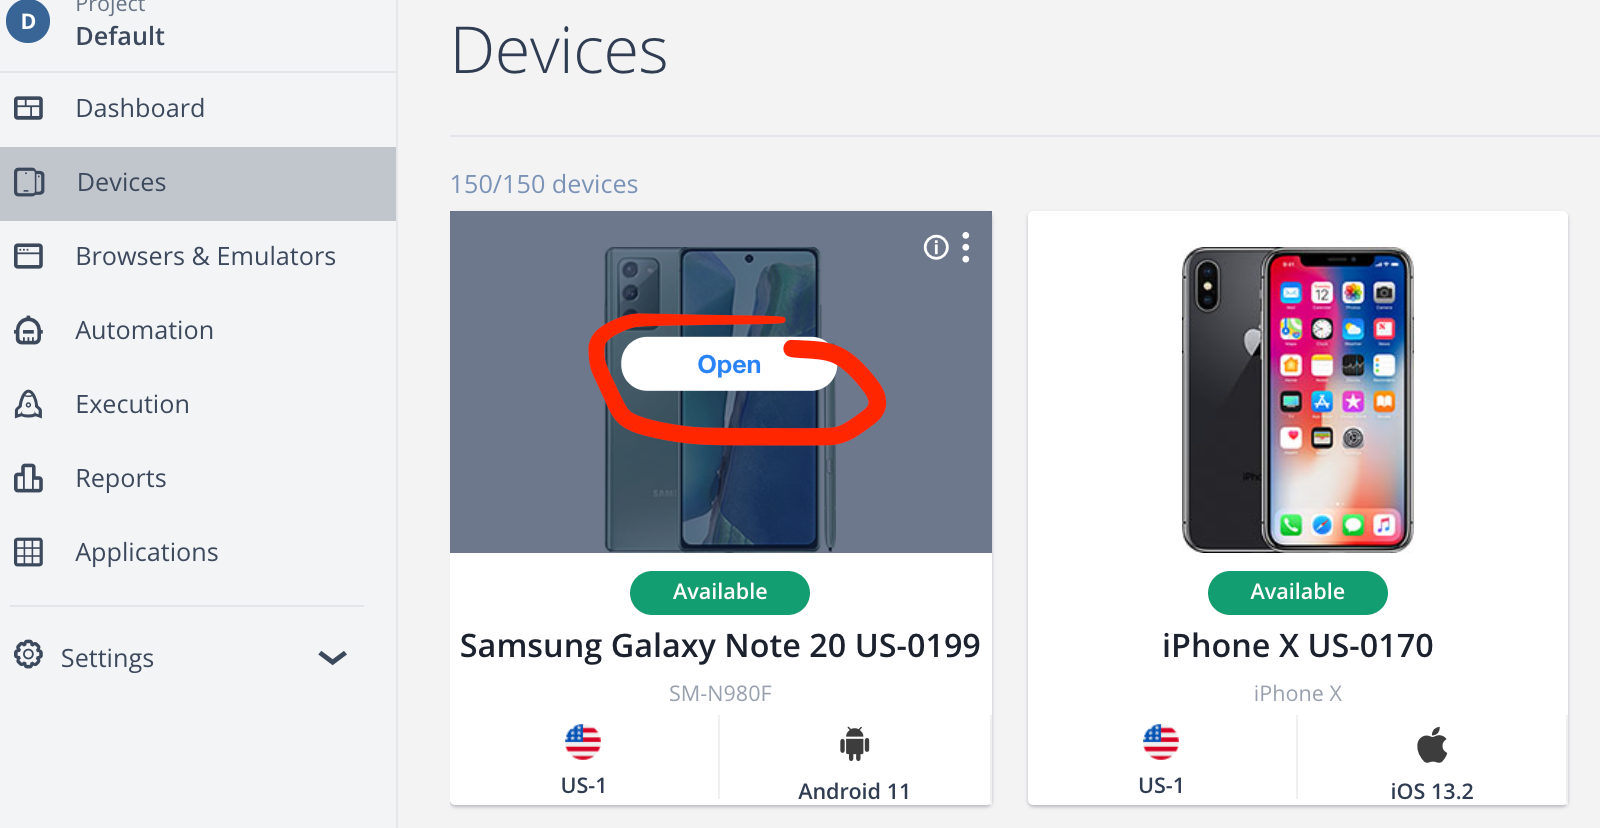 Project
D
Default
Dashboard
Devices
Browsers & Emulators
Automation
Execution
Reports
Applications
Settings
Devices
150/150 devices
Open
SAMS
Available
Samsung Galaxy Note 20 US-0199
SM-N980F
US-1
Android 11
12
Available
iPhone X US-0170
iPhone X
US-1
iOS 13.2